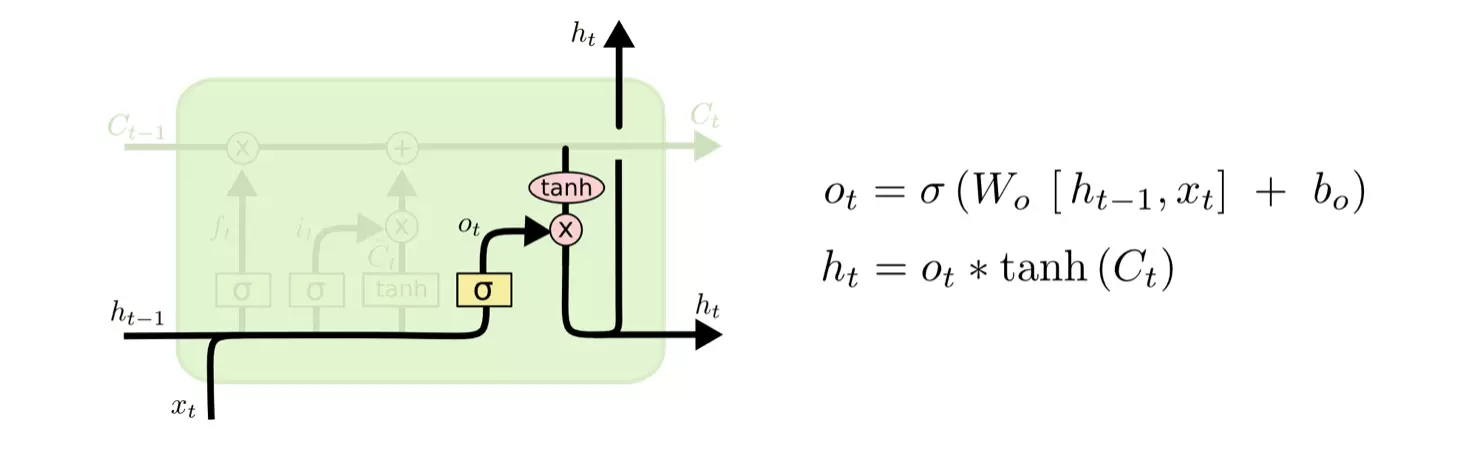 h_t
C_{t-1}
C_t
x
+
tanh
f_t
i_t
x
o_t
x
C̃_t
σ
σ
tanh
σ
h_{t-1}
h_t
x_t
o_t = σ (W_o [h_{t-1}, x_t] + b_o)
h_t = o_t * tanh (C_t)